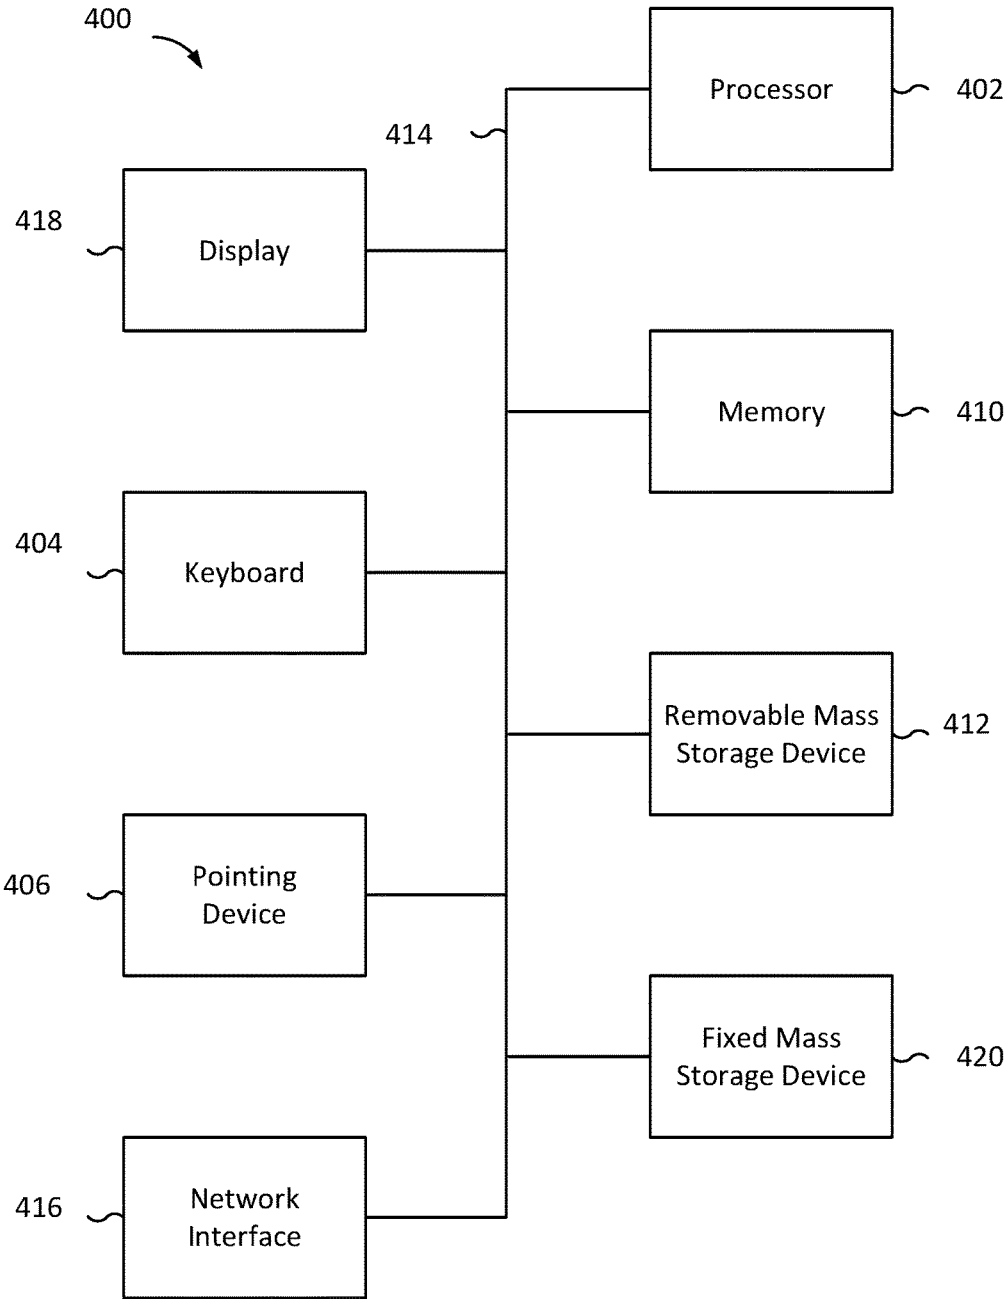 400
Processor
402
414
418
Display
Memory
410
404
Keyboard
Removable Mass
Storage Device
412
406
Pointing
Device
Fixed Mass
Storage Device
420
416
Network
Interface